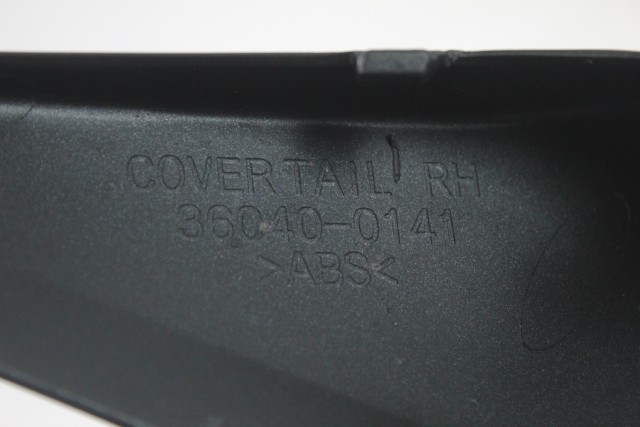 COVER TAIL, RH
36040-0141
>ABS<